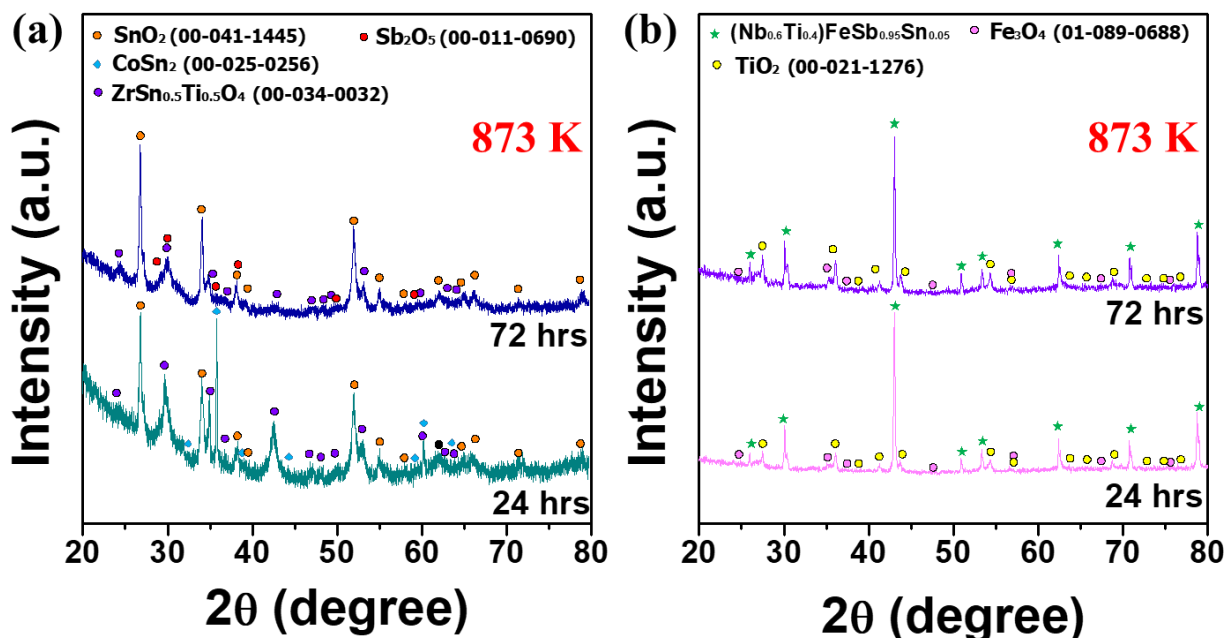 (a)
SnO₂ (00-041-1445)
Sb₂O₅ (00-011-0690)
CoSn₂ (00-025-0256)
ZrSn₀.₅Ti₀.₅O₄ (00-034-0032)
873 K
72 hrs
24 hrs
Intensity (a.u.)
20 30 40 50 60 70 80
2θ (degree)
(b)
(Nb₀.₆Ti₀.₄)FeSb₀.₉₅Sn₀.₀₅
Fe₃O₄ (01-089-0688)
TiO₂ (00-021-1276)
873 K
72 hrs
24 hrs
Intensity (a.u.)
20 30 40 50 60 70 80
2θ (degree)